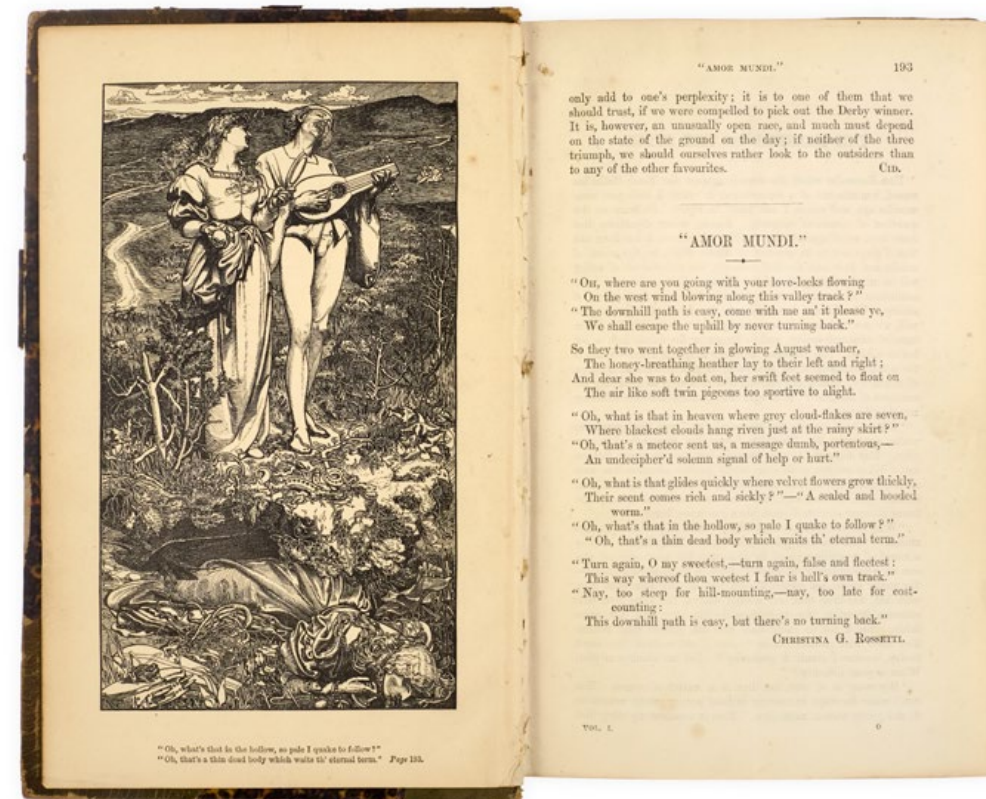 "Oh, what's that in the hollow, so pale I quake to follow?"
"Oh, that's a thin dead body which waits th' eternal term." Page 193.
"AMOR MUNDI." 193
only add to one's perplexity; it is to one of them that we
should trust, if we were compelled to pick out the Derby winner.
It is, however, an unusually open race, and much must depend
on the state of the ground on the day; if neither of the three
triumph, we should ourselves rather look to the outsiders than
to any of the other favourites. CID.
"AMOR MUNDI."
"OH, where are you going with your love-locks flowing
On the west wind blowing along this valley track?"
"The downhill path is easy, come with me an' it please ye,
We shall escape the uphill by never turning back."
So they two went together in glowing August weather,
The honey-breathing heather lay to their left and right;
And dear she was to doat on, her swift feet seemed to float on
The air like soft twin pigeons too sportive to alight.
"Oh, what is that in heaven where grey cloud-flakes are seven,
Where blackest clouds hang riven just at the rainy skirt?"
"Oh, that's a meteor sent us, a message dumb, portentous,—
An undecipher'd solemn signal of help or hurt."
"Oh, what is that glides quickly where velvet flowers grow thickly,
Their scent comes rich and sickly?"—"A scaled and hooded
worm."
"Oh, what's that in the hollow, so pale I quake to follow?"
"Oh, that's a thin dead body which waits th' eternal term."
"Turn again, O my sweetest,—turn again, false and fleetest:
This way whereof thou weetest I fear is hell's own track."
"Nay, too steep for hill-mounting,—nay, too late for cost-
counting:
This downhill path is easy, but there's no turning back."
CHRISTINA G. ROSSETTI.
VOL. I. O